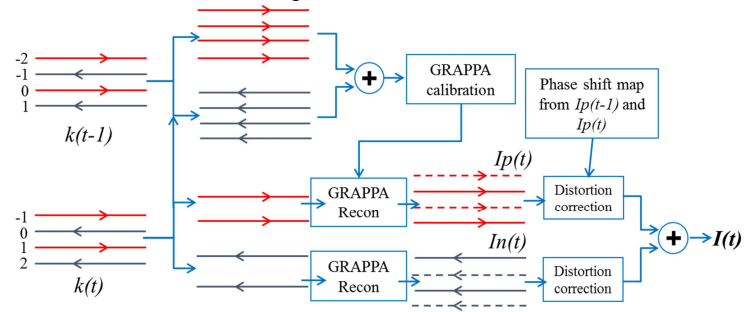 -2
-1
0
1
k(t-1)
GRAPPA
calibration
Phase shift map
from Ip(t-1) and
Ip(t)
+
-1
0
1
2
k(t)
GRAPPA
Recon
Ip(t)
Distortion
correction
GRAPPA
Recon
In(t)
Distortion
correction
+
I(t)